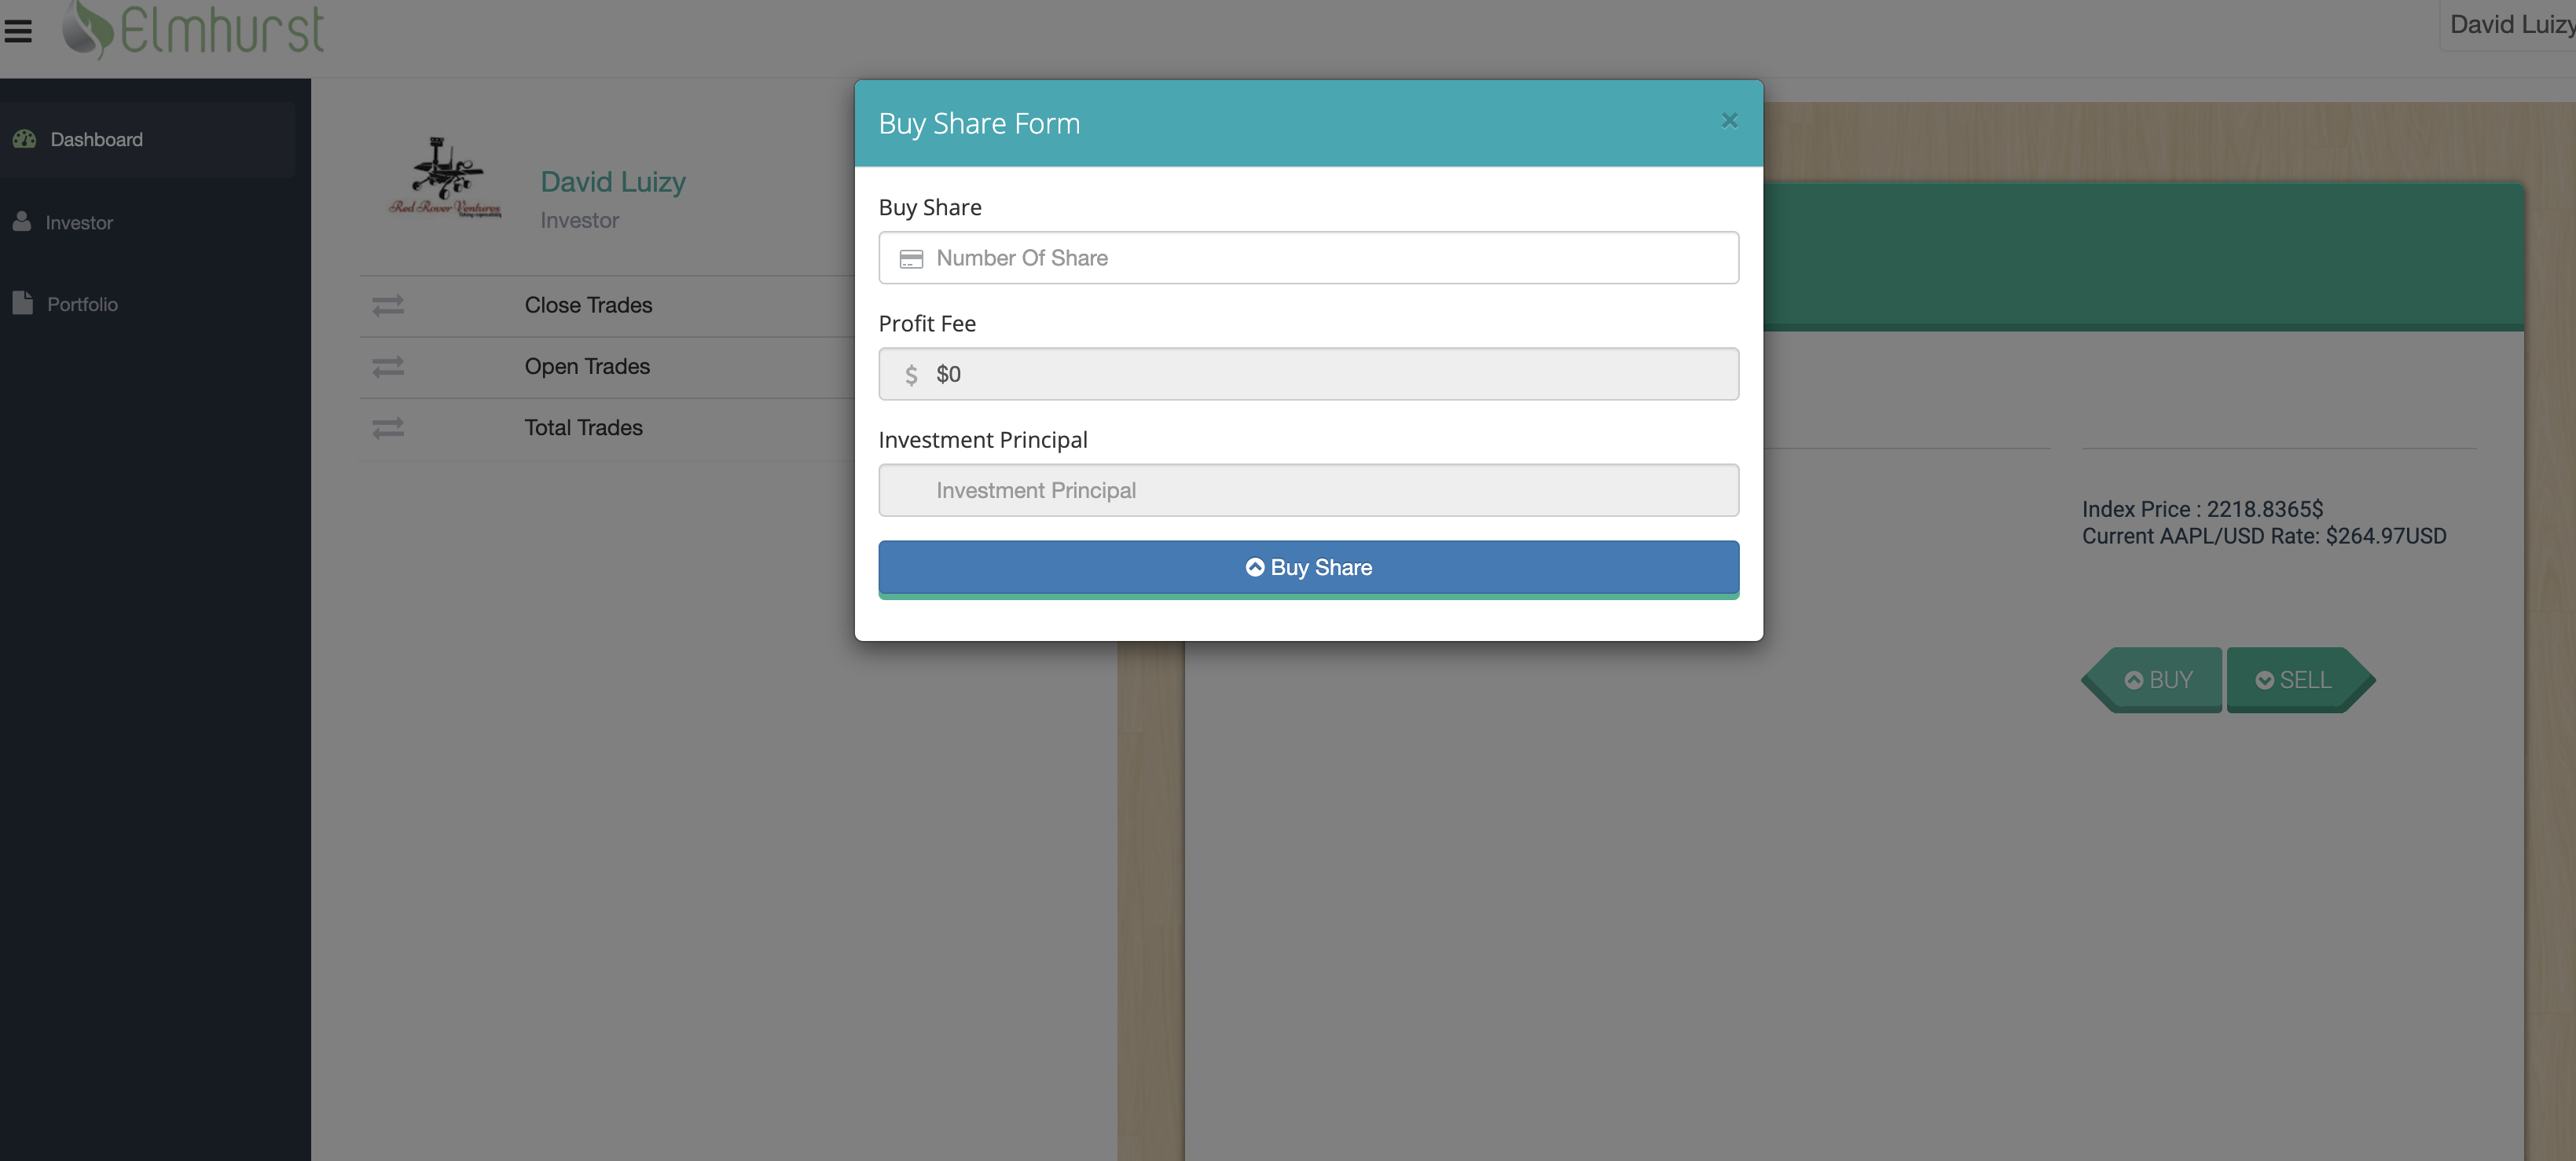 Elmhurst
David Luizy
Dashboard
Investor
Portfolio
Red Rover Ventures
David Luizy
Investor
Close Trades
Open Trades
Total Trades
Buy Share Form
×
Buy Share
Number Of Share
Profit Fee
$ $0
Investment Principal
Investment Principal
Buy Share
Index Price : 2218.8365$
Current AAPL/USD Rate: $264.97USD
BUY
SELL